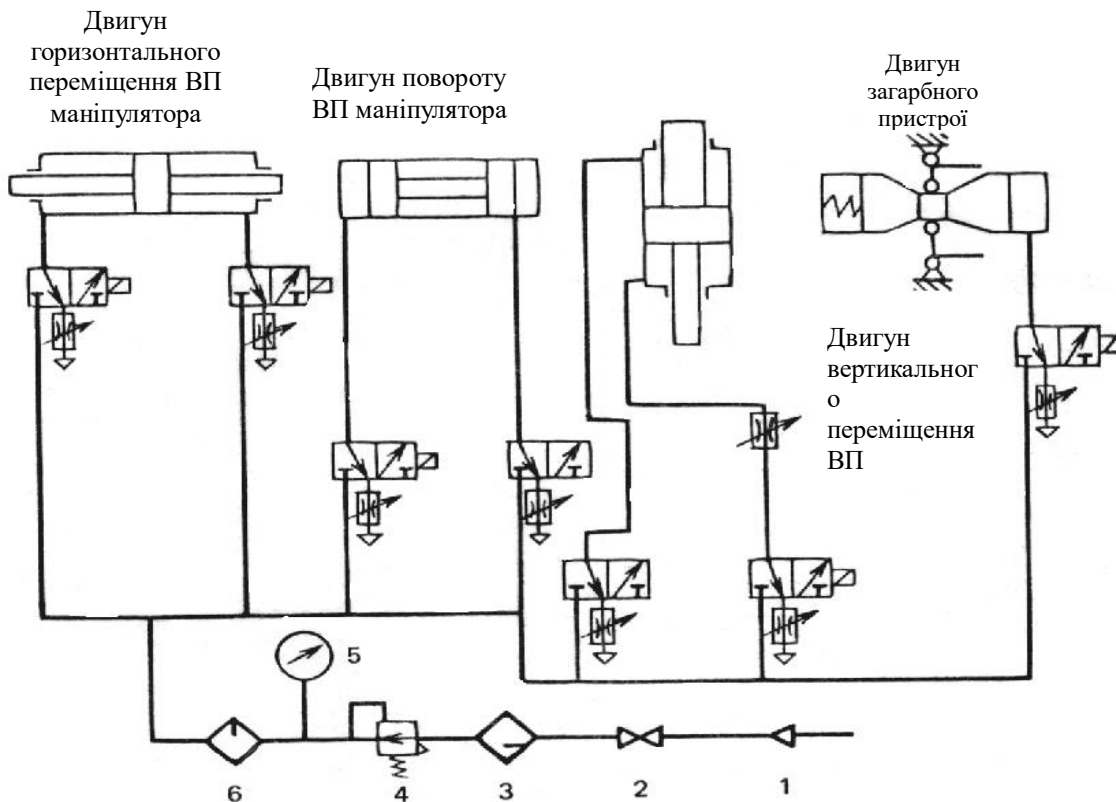 Двигун
горизонтального
переміщення ВП
маніпулятора
Двигун повороту
ВП маніпулятора
Двигун
загарбного
пристрої
Двигун
вертикальног
о
переміщення
ВП
5
6
4
3
2
1